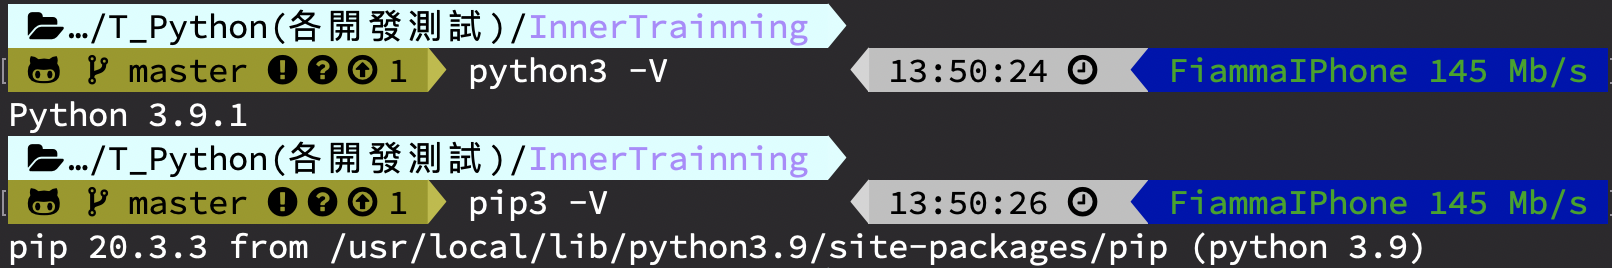 …/T_Python(各開發測試)/InnerTrainning
master ! ? ↑ 1 python3 -V 13:50:24 FiammaIPhone 145 Mb/s
Python 3.9.1
…/T_Python(各開發測試)/InnerTrainning
master ! ? ↑ 1 pip3 -V 13:50:26 FiammaIPhone 145 Mb/s
pip 20.3.3 from /usr/local/lib/python3.9/site-packages/pip (python 3.9)